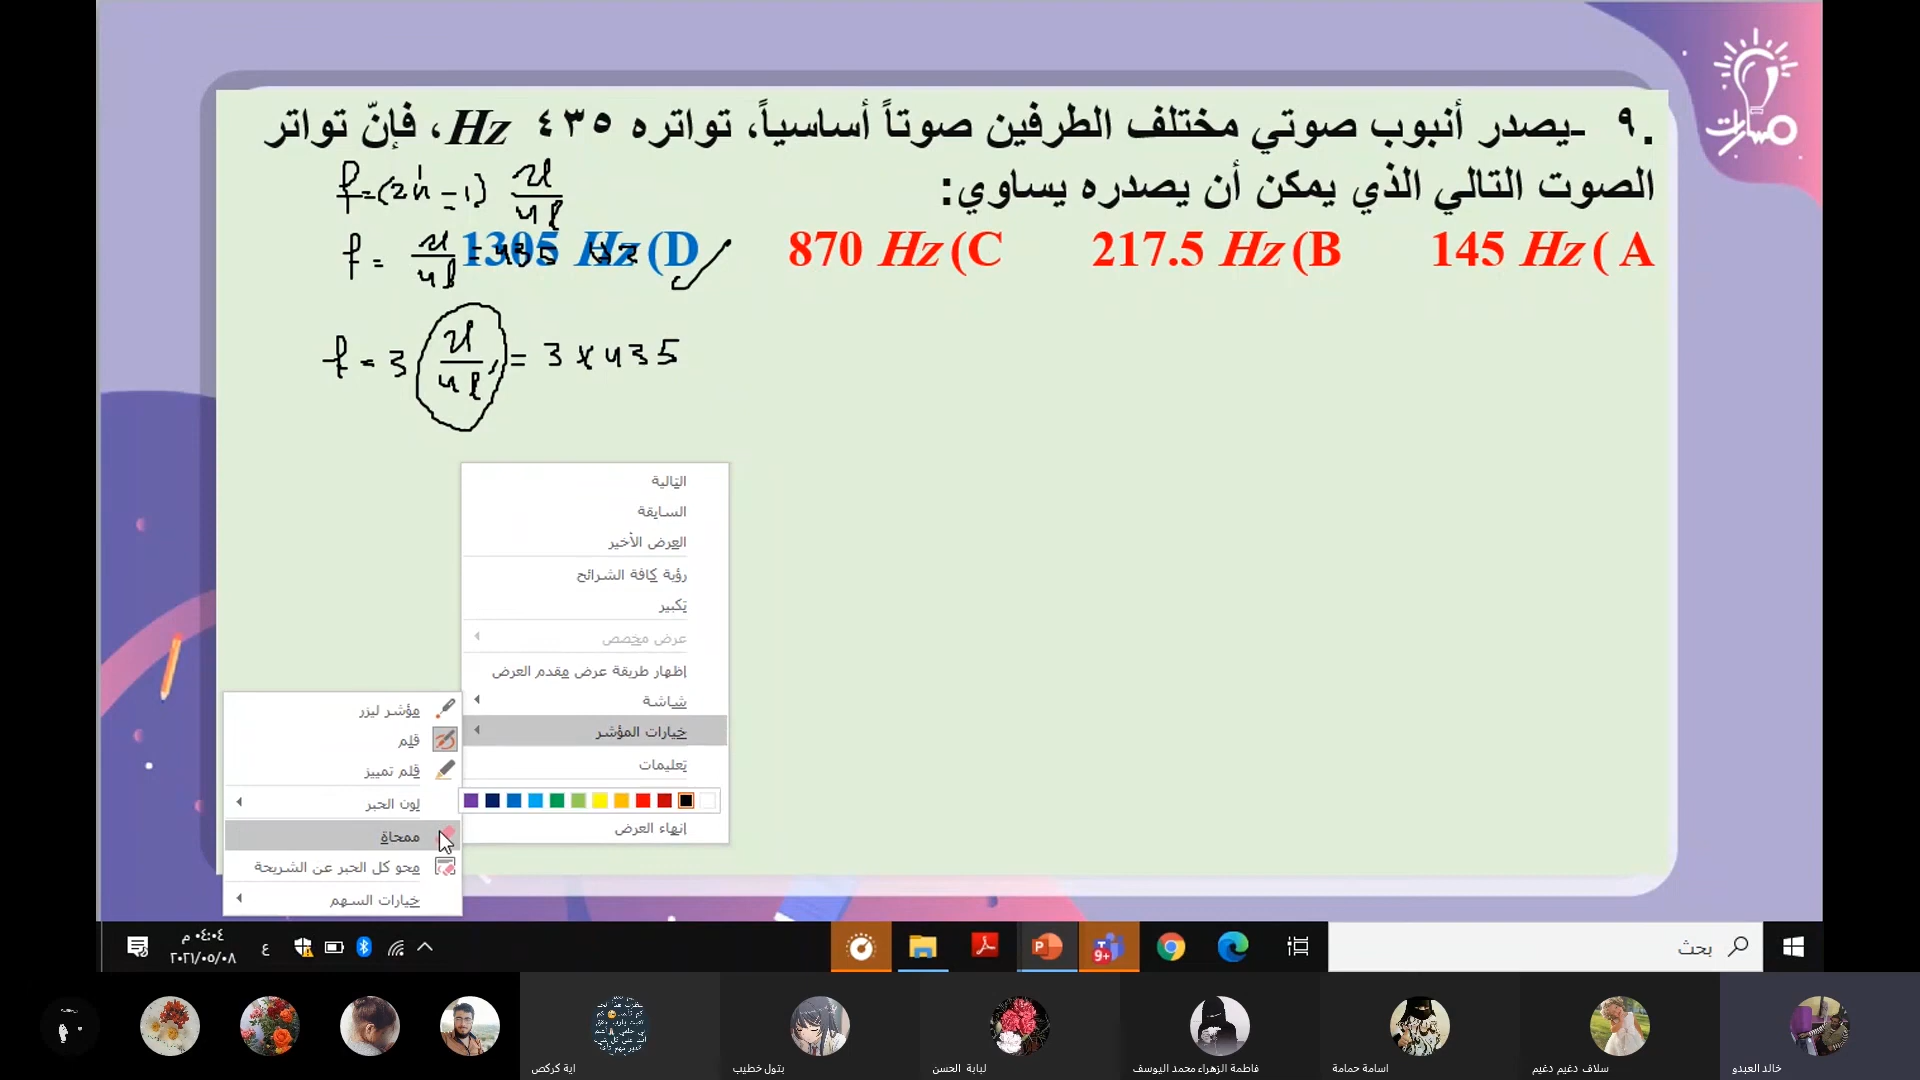 مسارات
.٩ -يصدر أنبوب صوتي مختلف الطرفين صوتاً أساسياً، تواتره ٤٣٥ Hz، فإنّ تواتر
الصوت التالي الذي يمكن أن يصدره يساوي:
145 Hz ( A 217.5 Hz (B 870 Hz (C 1305 Hz (D
f = 3 = 3 x 435
التالية
السابقة
العرض الأخير
رؤية كافة الشرائح
تكبير
عرض مخصص
إظهار طريقة عرض مقدم العرض
شاشة
خيارات المؤشر
تعليمات
إنهاء العرض
مؤشر ليزر
قلم
قلم تمييز
لون الحبر
ممحاة
محو كل الحبر عن الشريحة
خيارات السهم
بحث
9+
ع
٠٤:٠٤ م
٢٠٢١/٠٥/٠٨
خالد العبدو
سلاف دغيم دغيم
اسامة حمامة
فاطمة الزهراء محمد اليوسف
لبابة الحسن
بتول خطيب
اية كركص